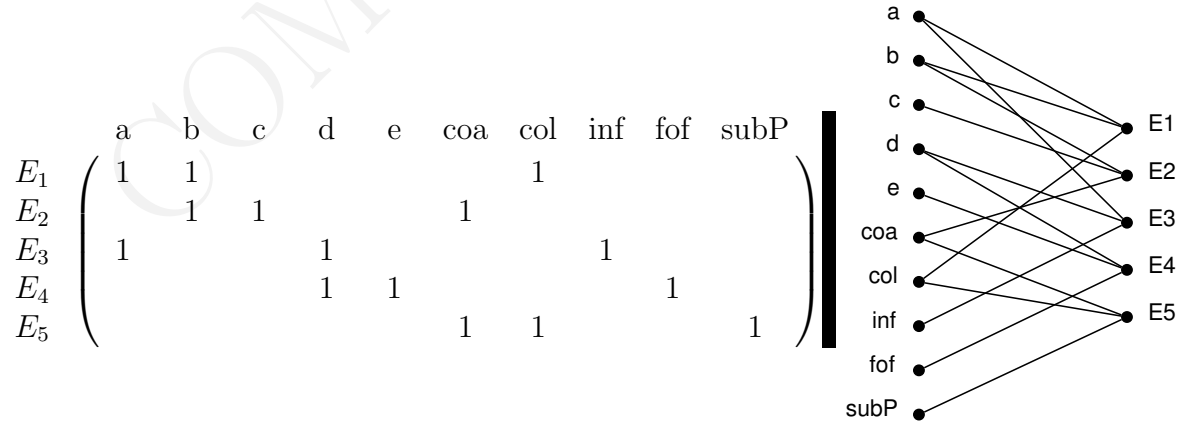 a b c d e coa col inf fof subP
E1 1 1 1
E2 1 1 1
E3 1 1 1
E4 1 1 1
E5 1 1 1
a
b
c
d
e
coa
col
inf
fof
subP
E1
E2
E3
E4
E5
COM